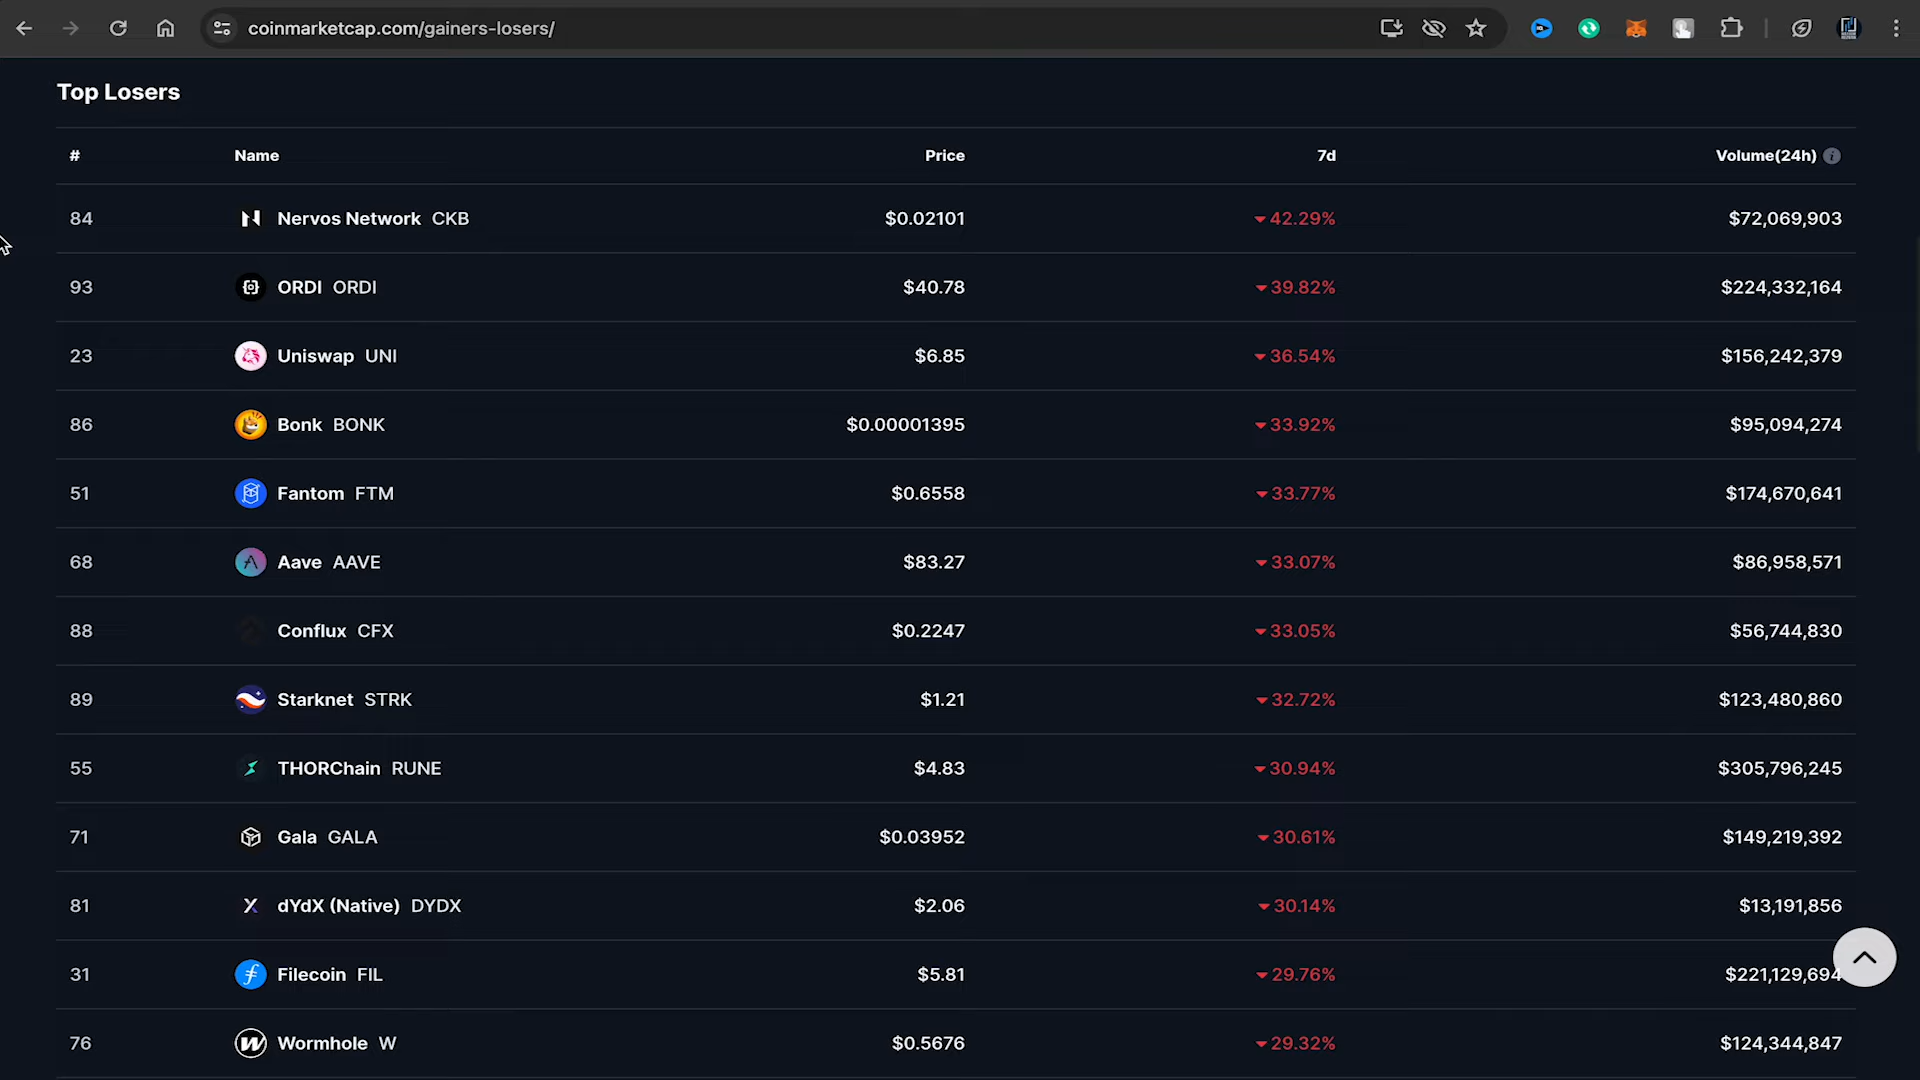 coinmarketcap.com/gainers-losers/
Top Losers
# Name Price 7d Volume(24h)
84 Nervos Network CKB $0.02101 42.29% $72,069,903
93 ORDI ORDI $40.78 39.82% $224,332,164
23 Uniswap UNI $6.85 36.54% $156,242,379
86 Bonk BONK $0.00001395 33.92% $95,094,274
51 Fantom FTM $0.6558 33.77% $174,670,641
68 Aave AAVE $83.27 33.07% $86,958,571
88 Conflux CFX $0.2247 33.05% $56,744,830
89 Starknet STRK $1.21 32.72% $123,480,860
55 THORChain RUNE $4.83 30.94% $305,796,245
71 Gala GALA $0.03952 30.61% $149,219,392
81 dYdX (Native) DYDX $2.06 30.14% $13,191,856
31 Filecoin FIL $5.81 29.76% $221,129,694
76 Wormhole W $0.5676 29.32% $124,344,847